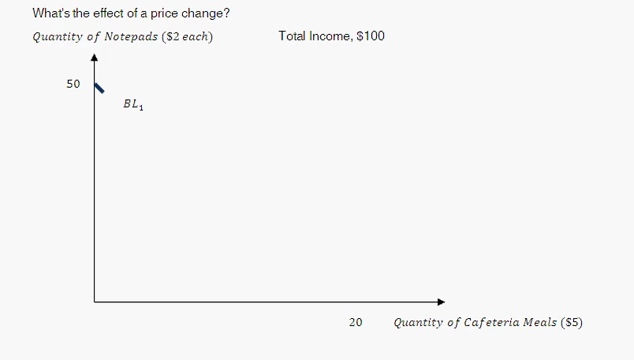 What's the effect of a price change?
Quantity of Notepads ($2 each)
Total Income, $100
50
BL₁
20
Quantity of Cafeteria Meals ($5)